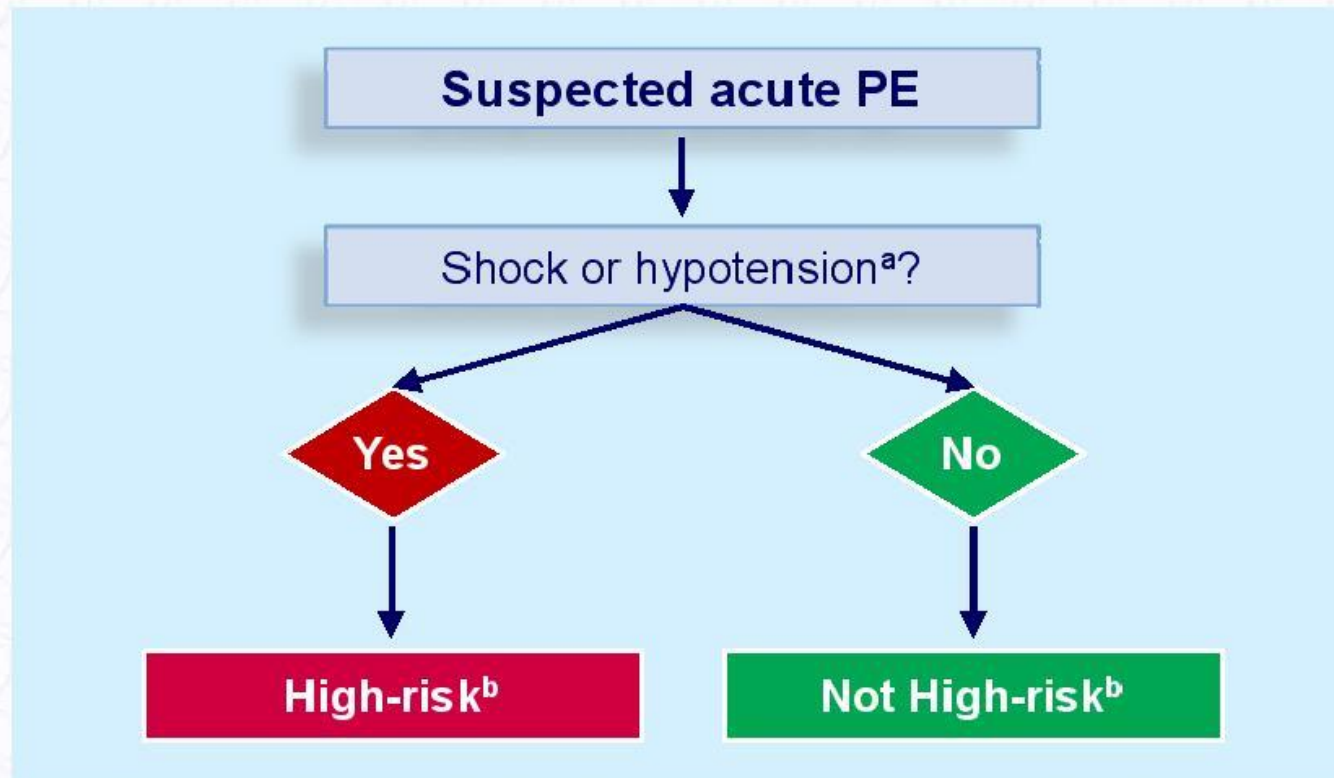 Suspected acute PE
Shock or hypotensionᵃ?
Yes
No
High-riskᵇ
Not High-riskᵇ